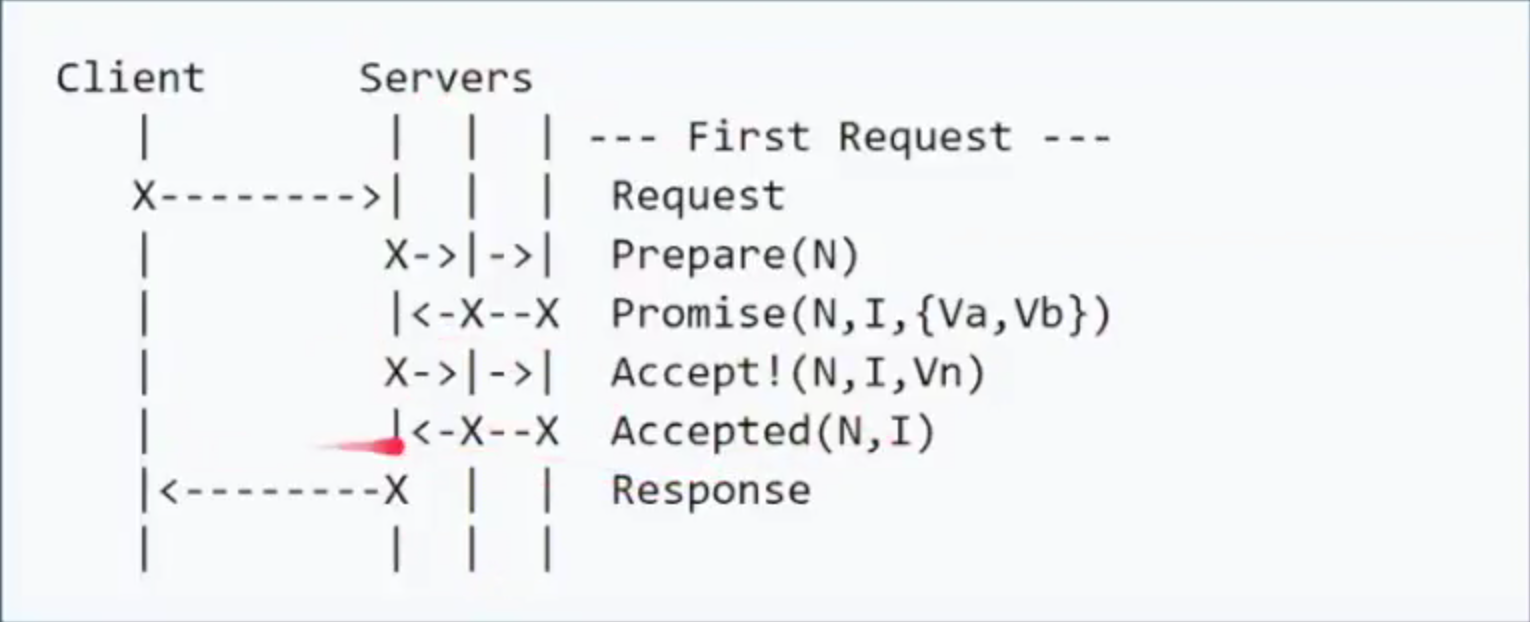 Client         Servers
   |               |  |  | --- First Request ---
   X-------->|  |  |  Request
   |               X->|->|  Prepare(N)
   |               |<-X--X  Promise(N,I,{Va,Vb})
   |               X->|->|  Accept!(N,I,Vn)
   |               |<-X--X  Accepted(N,I)
   |<--------X  |  |  Response
   |               |  |  |